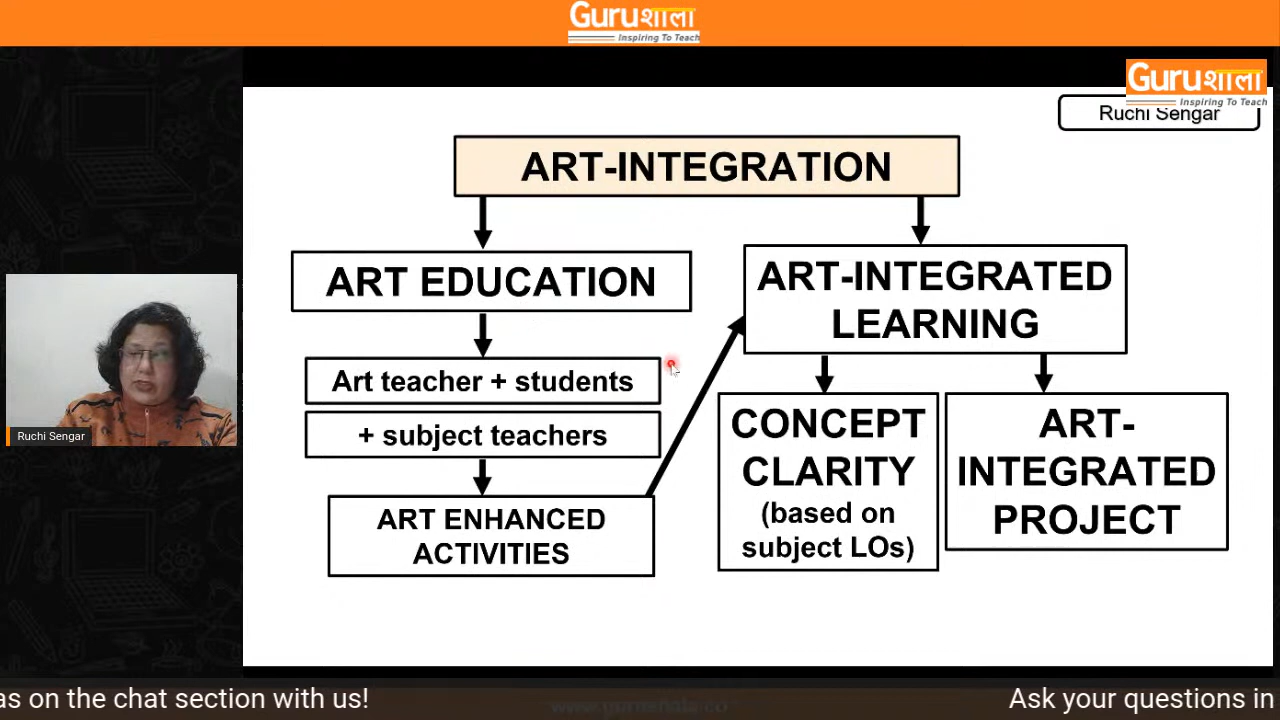 Guruशाला
Inspiring To Teach
Guruशाला
Inspiring To Teach
Ruchi Sengar
ART-INTEGRATION
ART EDUCATION
ART-INTEGRATED
LEARNING
Art teacher + students
+ subject teachers
ART ENHANCED
ACTIVITIES
CONCEPT
CLARITY
(based on
subject LOs)
ART-
INTEGRATED
PROJECT
Ruchi Sengar
as on the chat section with us!
Ask your questions in